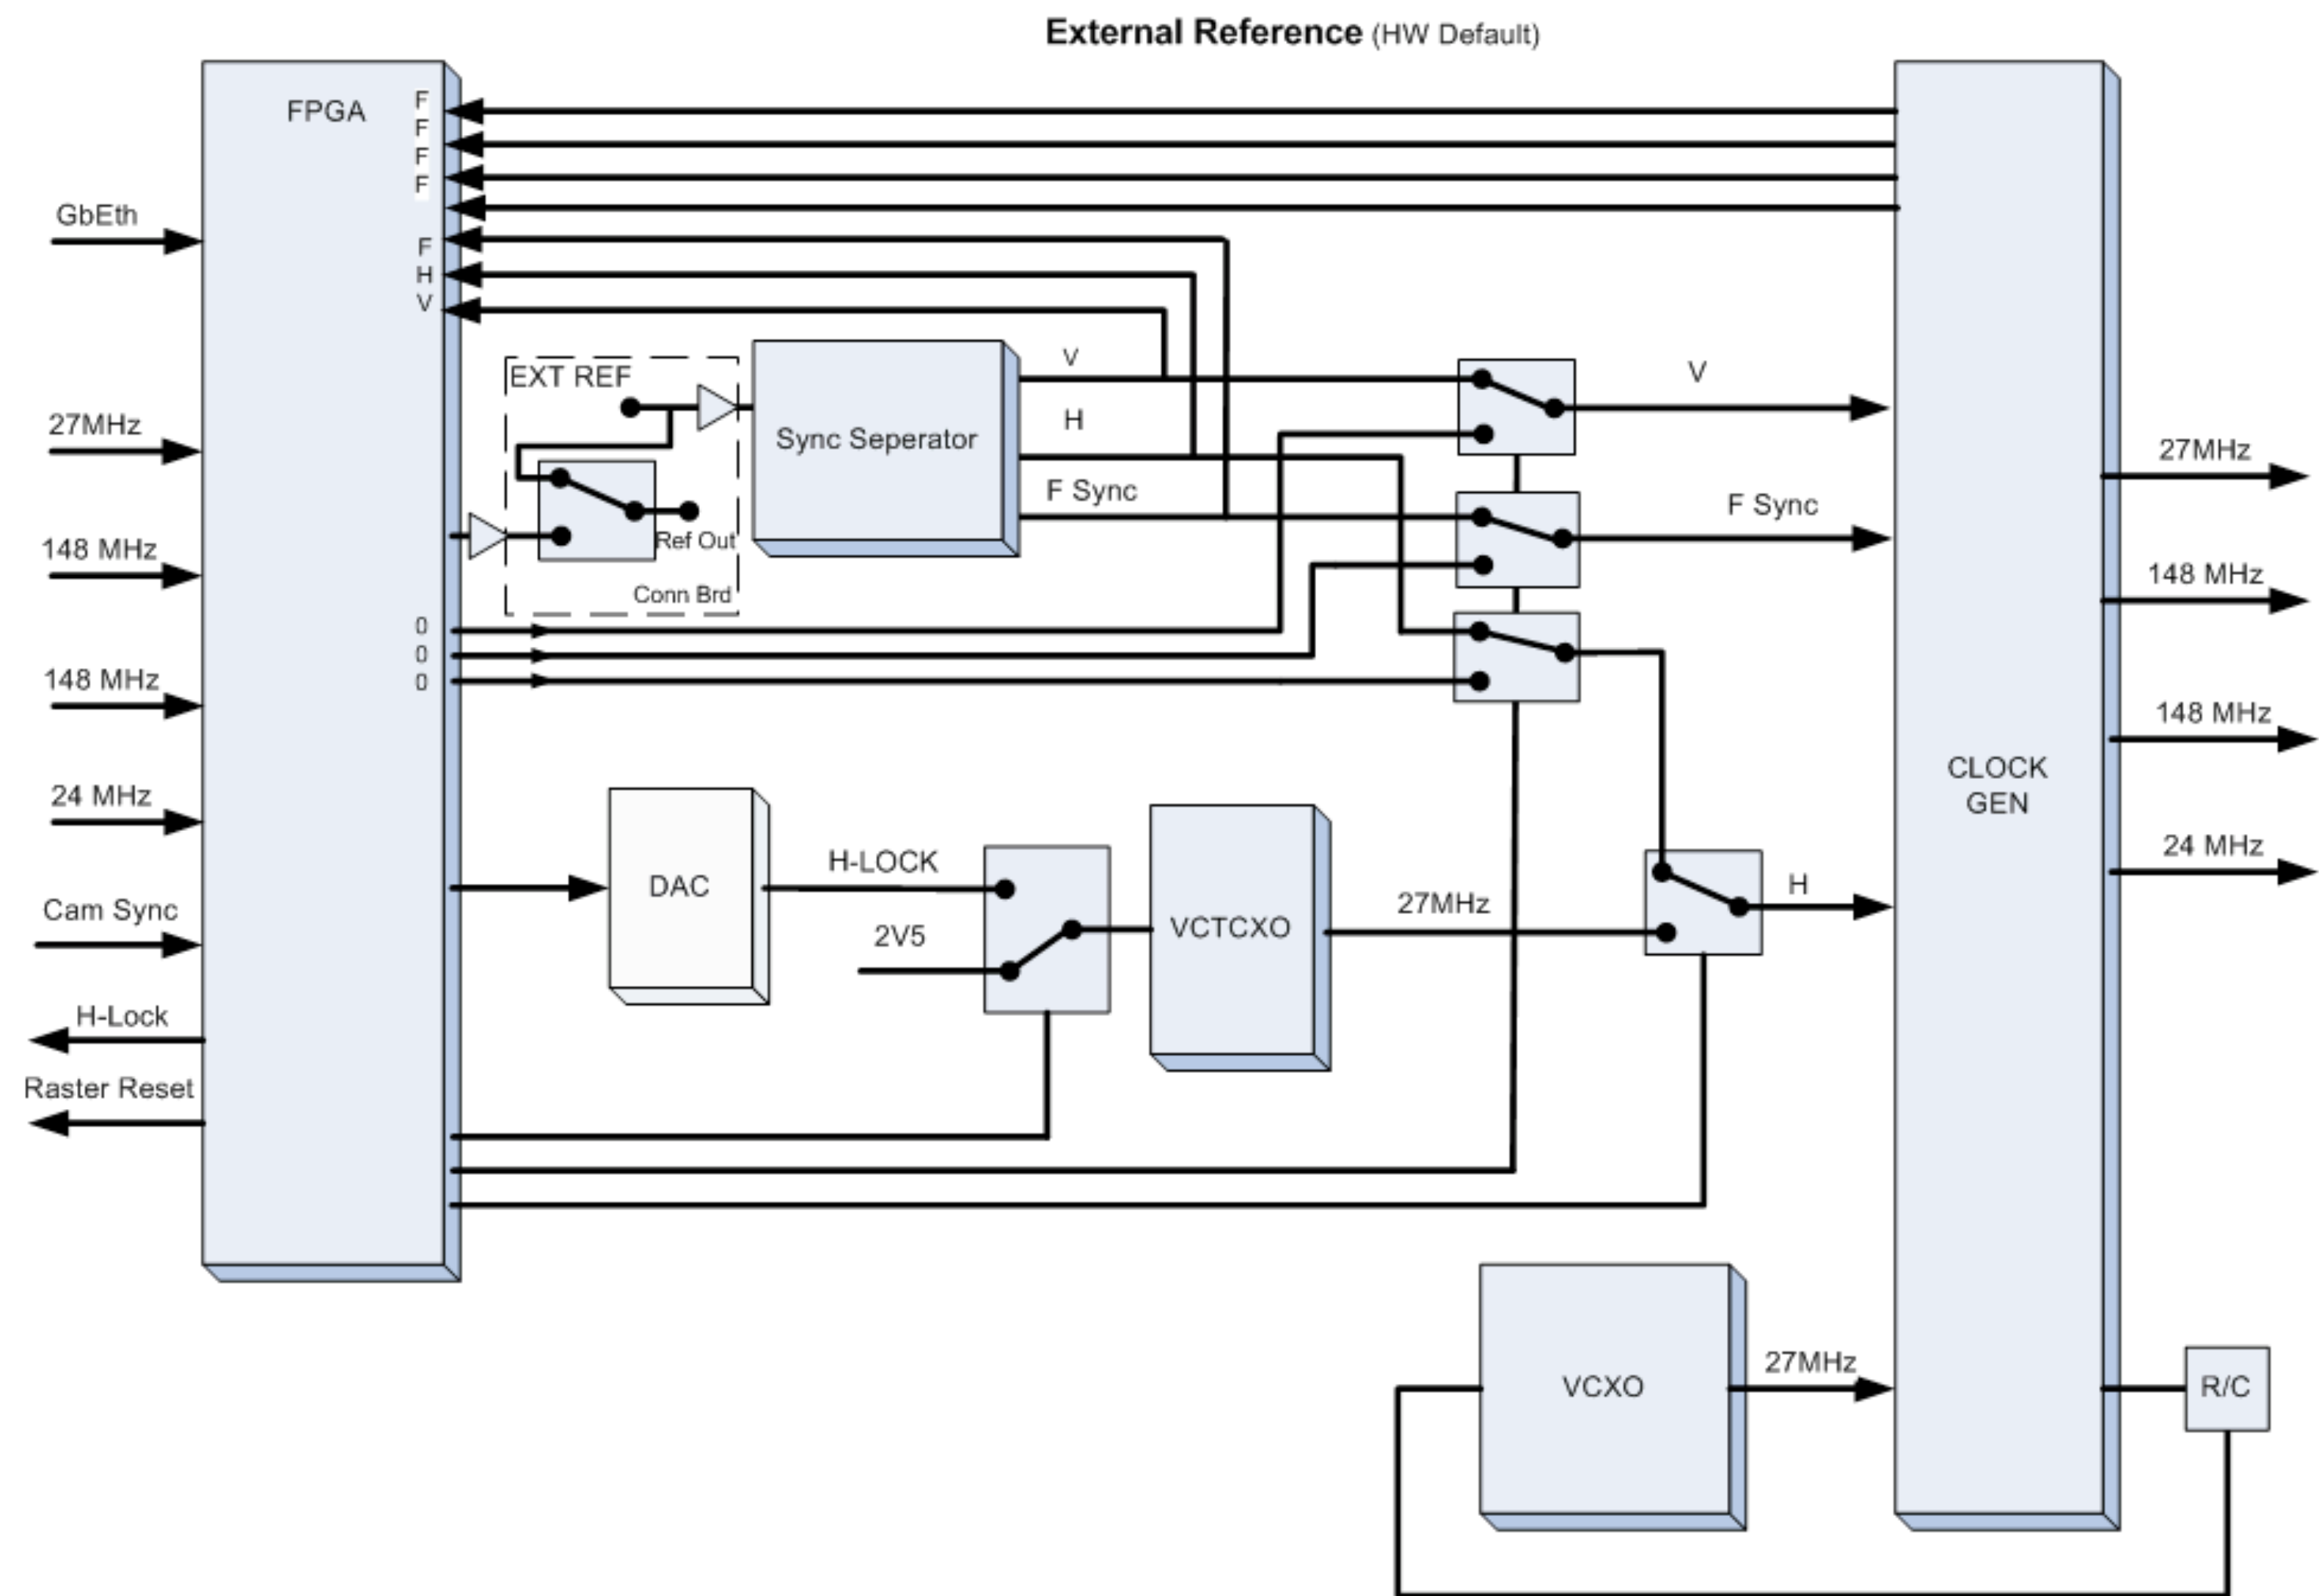 External Reference (HW Default)
FPGA
F
F
F
F
F
H
V
GbEth
27MHz
148 MHz
148 MHz
24 MHz
Cam Sync
H-Lock
Raster Reset
EXT REF
Ref Out
Conn Brd
Sync Seperator
V
H
F Sync
0
0
0
V
F Sync
DAC
H-LOCK
2V5
VCTCXO
27MHz
H
CLOCK
GEN
27MHz
148 MHz
148 MHz
24 MHz
VCXO
27MHz
R/C